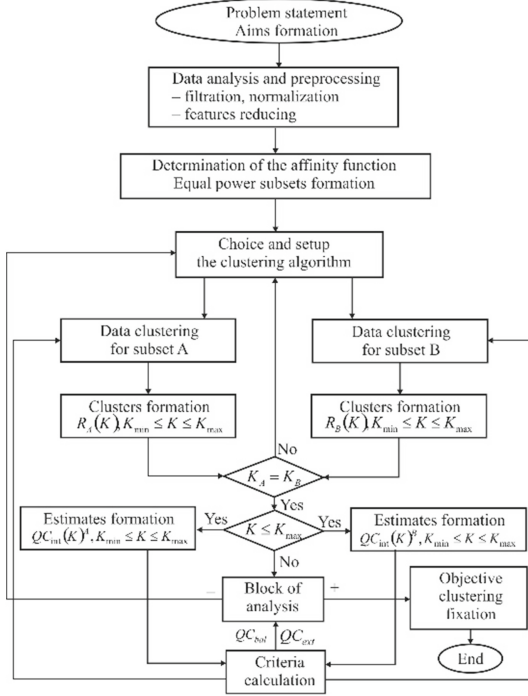 Problem statement
Aims formation
Data analysis and preprocessing
– filtration, normalization
– features reducing
Determination of the affinity function
Equal power subsets formation
Choice and setup
the clustering algorithm
Data clustering
for subset A
Data clustering
for subset B
Clusters formation
R_A(K), K_min ≤ K ≤ K_max
Clusters formation
R_B(K), K_min ≤ K ≤ K_max
No
K_A = K_B
Yes
Estimates formation
QC_int(K)^A, K_min ≤ K ≤ K_max
Yes
K ≤ K_max
Yes
Estimates formation
QC_int(K)^B, K_min < K < K_max
No
– Block of +
analysis
Objective
clustering
fixation
QC_bal QC_ext
Criteria
calculation
End